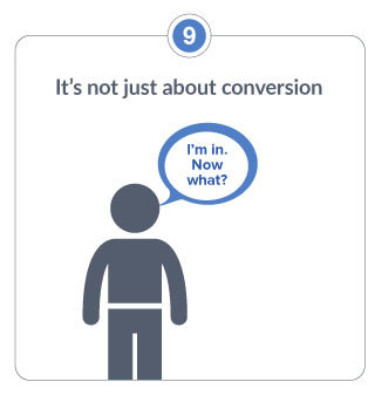 9
It's not just about conversion
I'm in.
Now
what?